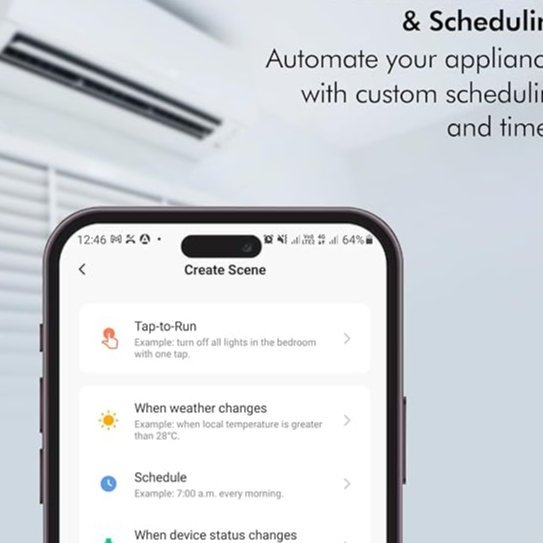 & Schedulin
Automate your applianc
with custom schedulin
and time
12:46
64%
Create Scene
Tap-to-Run
Example: turn off all lights in the bedroom
with one tap.
When weather changes
Example: when local temperature is greater
than 28°C.
Schedule
Example: 7:00 a.m. every morning.
When device status changes